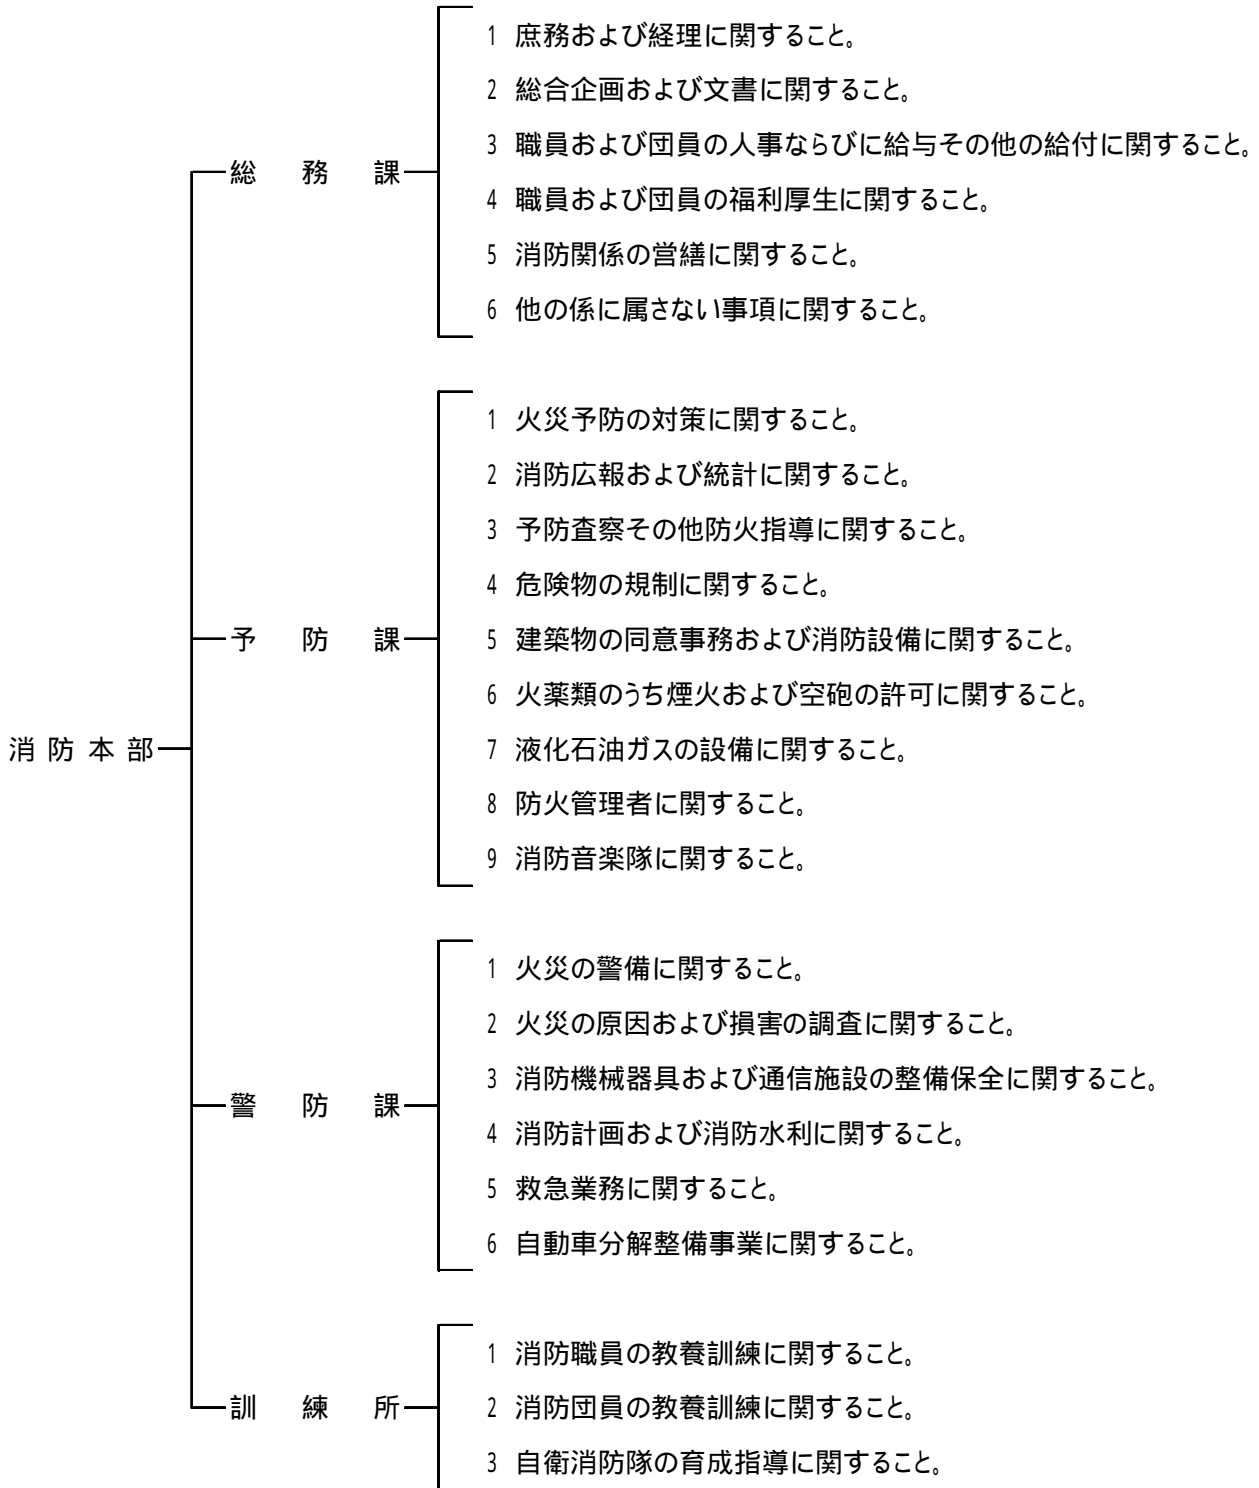 消防本部
総務課
1 庶務および経理に関すること。
2 総合企画および文書に関すること。
3 職員および団員の人事ならびに給与その他の給付に関すること。
4 職員および団員の福利厚生に関すること。
5 消防関係の営繕に関すること。
6 他の係に属さない事項に関すること。
予防課
1 火災予防の対策に関すること。
2 消防広報および統計に関すること。
3 予防査察その他防火指導に関すること。
4 危険物の規制に関すること。
5 建築物の同意事務および消防設備に関すること。
6 火薬類のうち煙火および空砲の許可に関すること。
7 液化石油ガスの設備に関すること。
8 防火管理者に関すること。
9 消防音楽隊に関すること。
警防課
1 火災の警備に関すること。
2 火災の原因および損害の調査に関すること。
3 消防機械器具および通信施設の整備保全に関すること。
4 消防計画および消防水利に関すること。
5 救急業務に関すること。
6 自動車分解整備事業に関すること。
訓練所
1 消防職員の教養訓練に関すること。
2 消防団員の教養訓練に関すること。
3 自衛消防隊の育成指導に関すること。